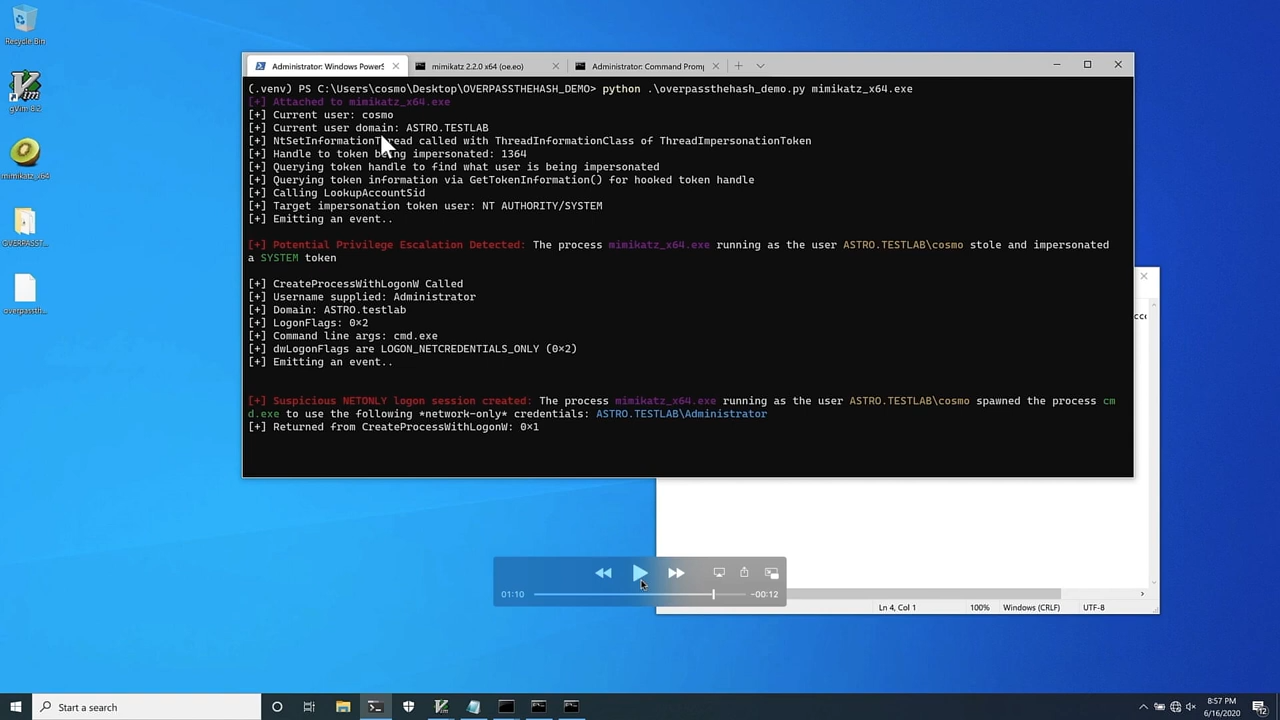 Recycle Bin
gVim 8.2
mimikatz_x64
OVERPASST...
overpassth...
Administrator: Windows PowerS
mimikatz 2.2.0 x64 (oe.eo)
Administrator: Command Promp
(.venv) PS C:\Users\cosmo\Desktop\OVERPASSTHEHASH_DEMO> python .\overpassthehash_demo.py mimikatz_x64.exe
[+] Attached to mimikatz_x64.exe
[+] Current user: cosmo
[+] Current user domain: ASTRO.TESTLAB
[+] NtSetInformationThread called with ThreadInformationClass of ThreadImpersonationToken
[+] Handle to token being impersonated: 1364
[+] Querying token handle to find what user is being impersonated
[+] Querying token information via GetTokenInformation() for hooked token handle
[+] Calling LookupAccountSid
[+] Target impersonation token user: NT AUTHORITY/SYSTEM
[+] Emitting an event..
[+] Potential Privilege Escalation Detected: The process mimikatz_x64.exe running as the user ASTRO.TESTLAB\cosmo stole and impersonated
a SYSTEM token
[+] CreateProcessWithLogonW Called
[+] Username supplied: Administrator
[+] Domain: ASTRO.testlab
[+] LogonFlags: 0×2
[+] Command line args: cmd.exe
[+] dwLogonFlags are LOGON_NETCREDENTIALS_ONLY (0×2)
[+] Emitting an event..
[+] Suspicious NETONLY logon session created: The process mimikatz_x64.exe running as the user ASTRO.TESTLAB\cosmo spawned the process cm
d.exe to use the following *network-only* credentials: ASTRO.TESTLAB\Administrator
[+] Returned from CreateProcessWithLogonW: 0×1
01:10
-00:12
Ln 4, Col 1
100%
Windows (CRLF)
UTF-8
Start a search
8:57 PM
6/16/2020
12